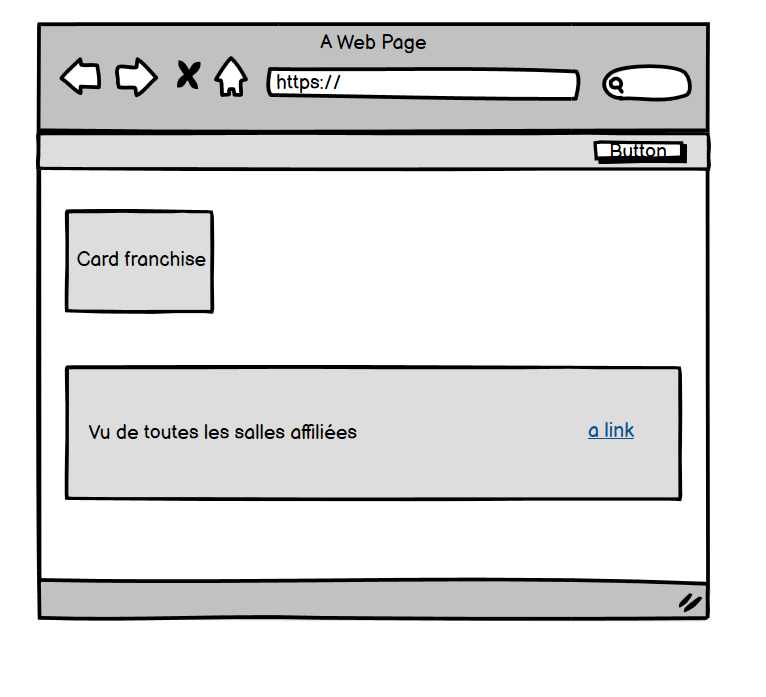 A Web Page
https://
Button
Card franchise
Vu de toutes les salles affiliées
a link